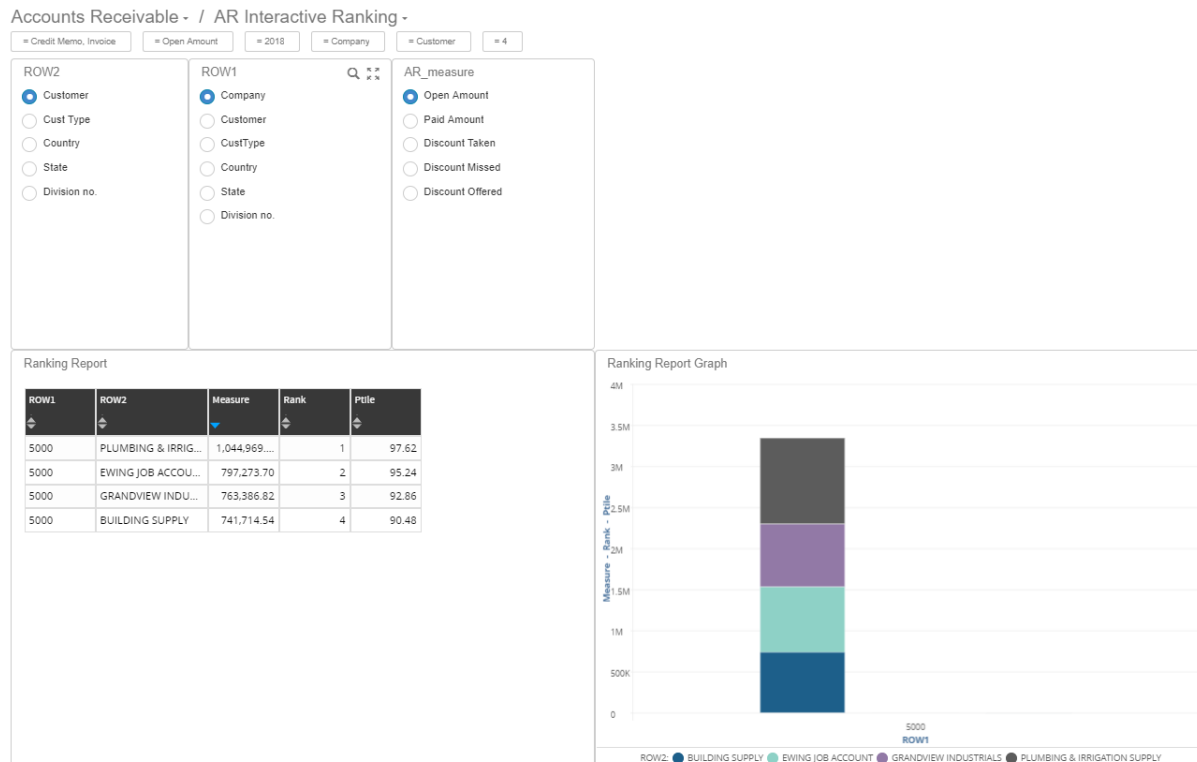 Accounts Receivable / AR Interactive Ranking
= Credit Memo, Invoice = Open Amount = 2018 = Company = Customer = 4
ROW2
Customer
Cust Type
Country
State
Division no.
ROW1
Company
Customer
CustType
Country
State
Division no.
AR_measure
Open Amount
Paid Amount
Discount Taken
Discount Missed
Discount Offered
Ranking Report
ROW1 ROW2 Measure Rank Ptile
5000 PLUMBING & IRRIG... 1,044,969.... 1 97.62
5000 EWING JOB ACCOU... 797,273.70 2 95.24
5000 GRANDVIEW INDU... 763,386.82 3 92.86
5000 BUILDING SUPPLY 741,714.54 4 90.48
Ranking Report Graph
Measure - Rank - Ptile
4M
3.5M
3M
2.5M
2M
1.5M
1M
500K
0
5000
ROW1
ROW2: BUILDING SUPPLY EWING JOB ACCOUNT GRANDVIEW INDUSTRIALS PLUMBING & IRRIGATION SUPPLY